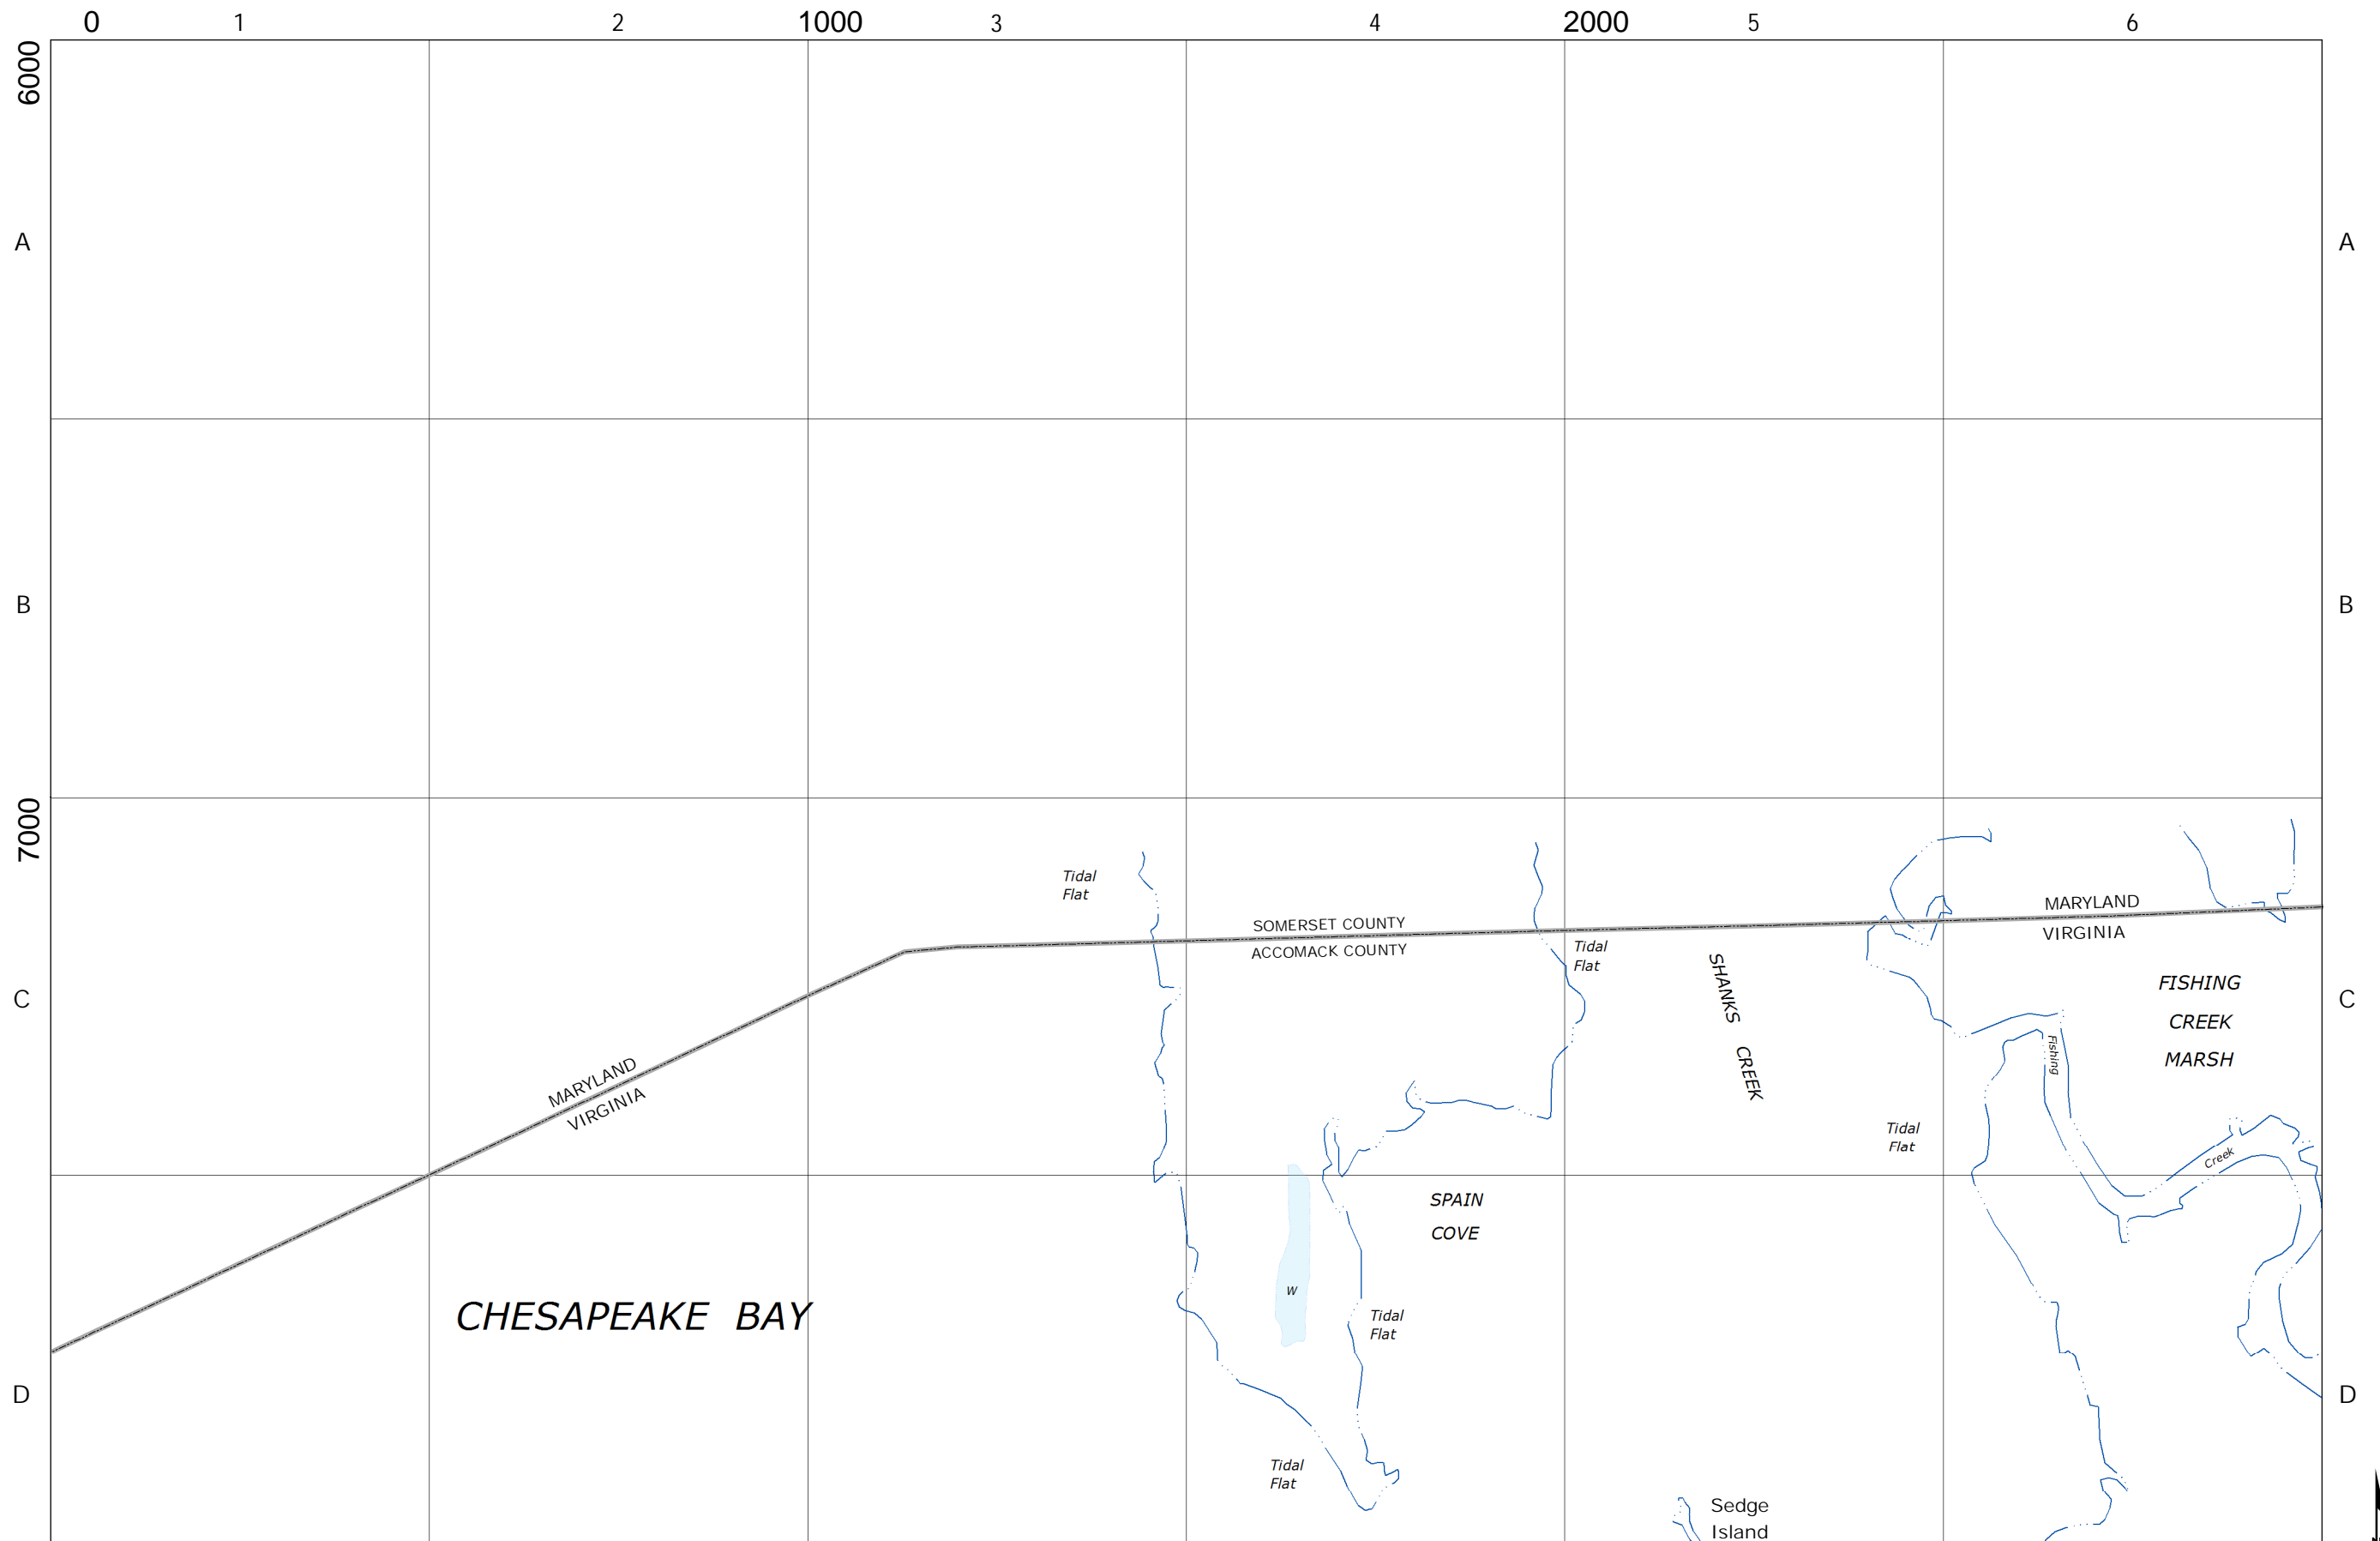 0 1 2 1000 3 4 2000 5 6
6000
A A
B B
7000
Tidal
Flat
SOMERSET COUNTY
ACCOMACK COUNTY
Tidal
Flat
MARYLAND
VIRGINIA
SHANKS CREEK
FISHING
CREEK
MARSH
C C
MARYLAND
VIRGINIA
Fishing
Creek
Tidal
Flat
SPAIN
COVE
W
CHESAPEAKE BAY
Tidal
Flat
D D
Tidal
Flat
Sedge
Island